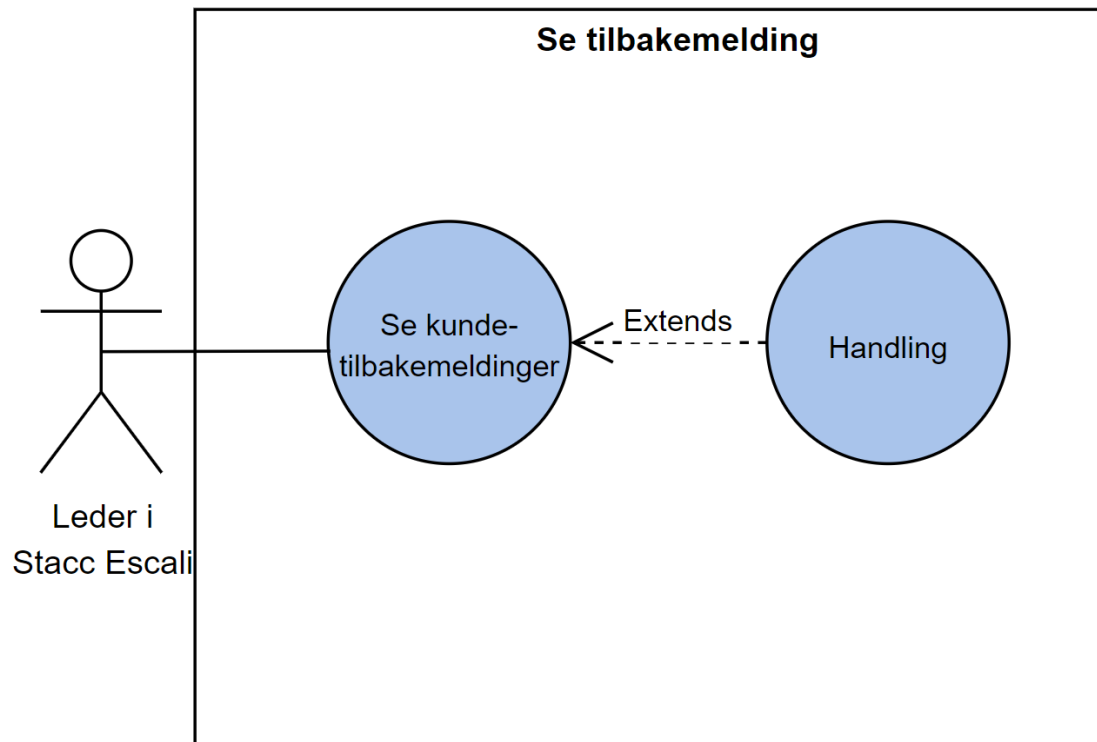 Se tilbakemelding
Se kunde-
tilbakemeldinger
Extends
Handling
Leder i
Stacc Escali